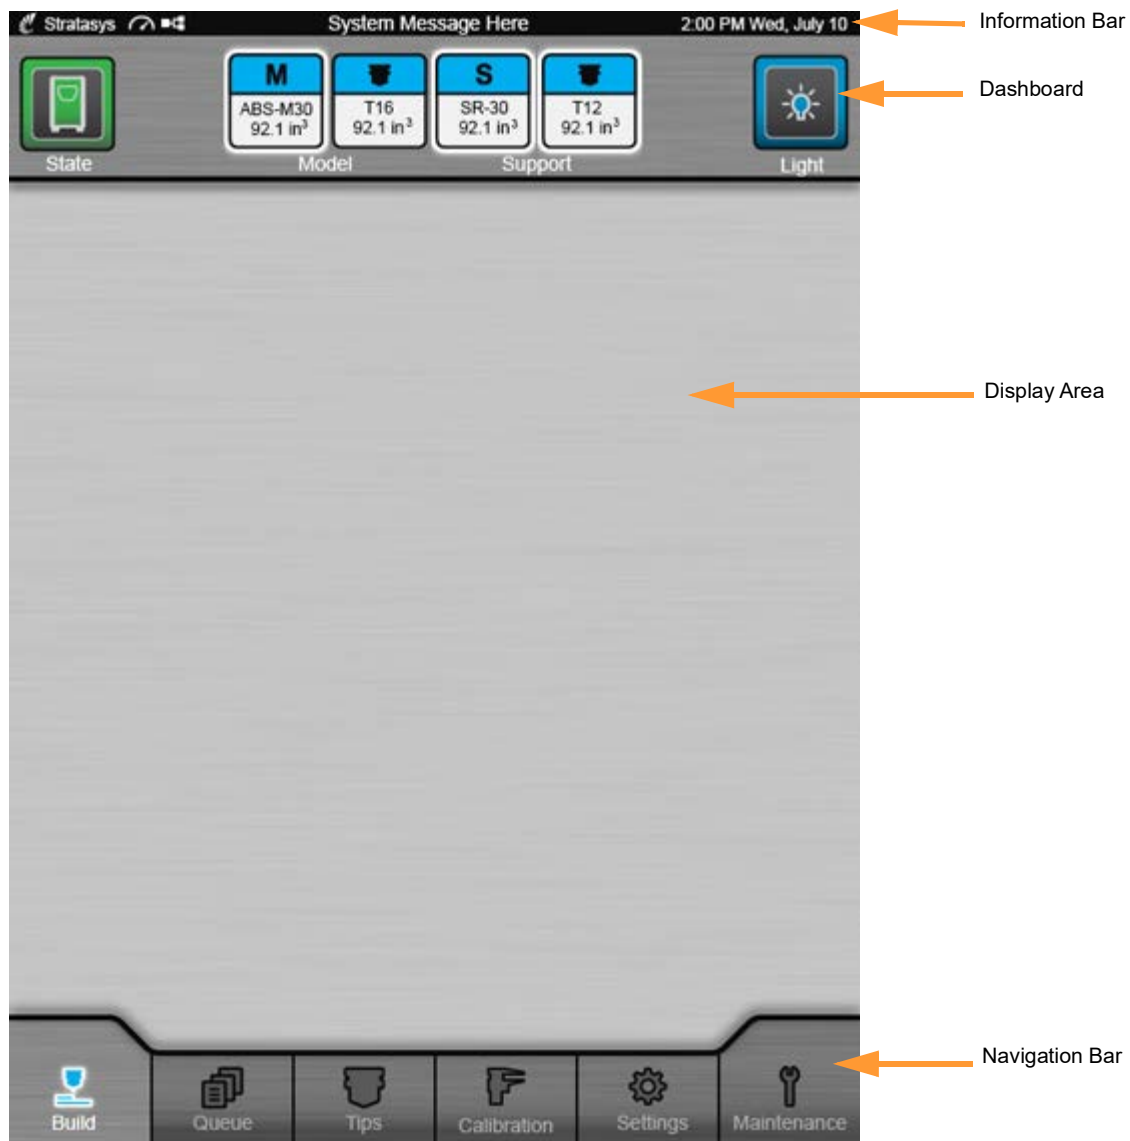 Stratasys System Message Here 2:00 PM Wed, July 10
Information Bar
Dashboard
M
ABS-M30
92.1 in³
T16
92.1 in³
S
SR-30
92.1 in³
T12
92.1 in³
State
Model
Support
Light
Display Area
Navigation Bar
Build
Queue
Tips
Calibration
Settings
Maintenance